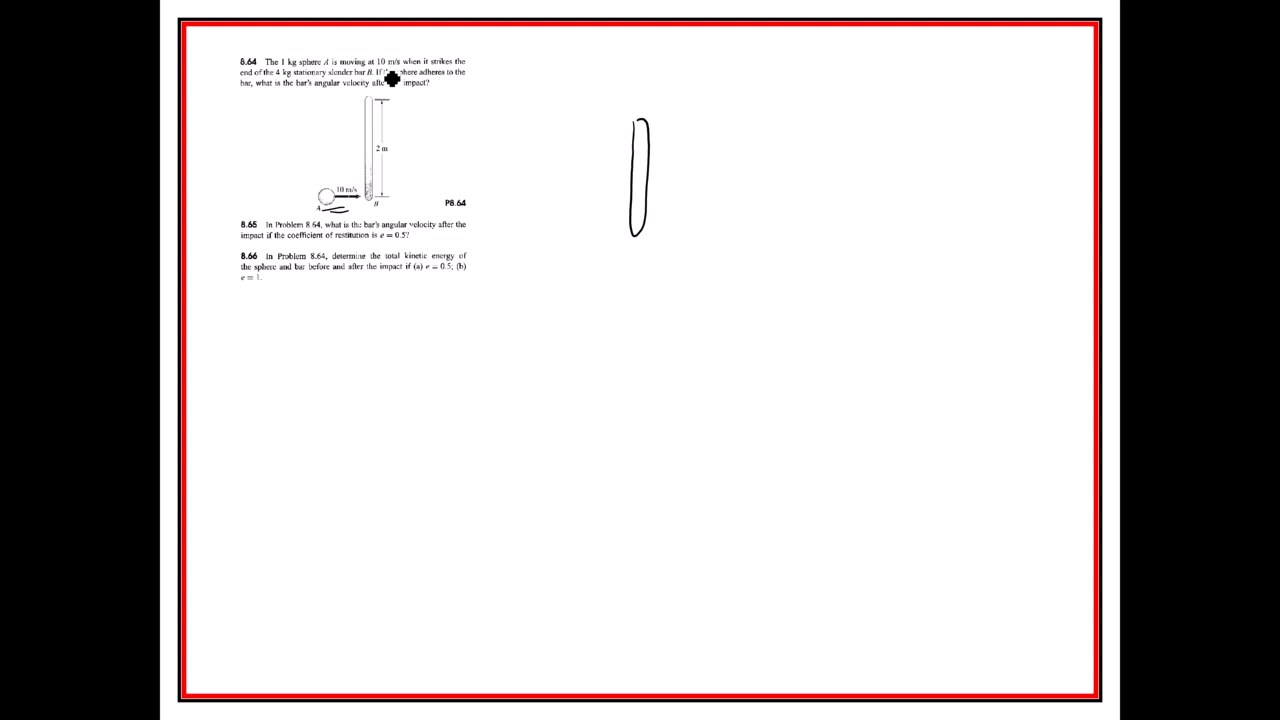 8.64 The 1 kg sphere A is moving at 10 m/s when it strikes the
end of the 4 kg stationary slender bar B. If adheres to the
bar, what is the bar's angular velocity impact?
2 m
10 m/s
A
B
P8.64
8.65 In Problem 8.64, what is the bar's angular velocity after the
impact if the coefficient of restitution is e = 0.5?
8.66 In Problem 8.64, determine the total kinetic energy of
the sphere and bar before and after the impact if (a) e = 0.5; (b)
e = 1.